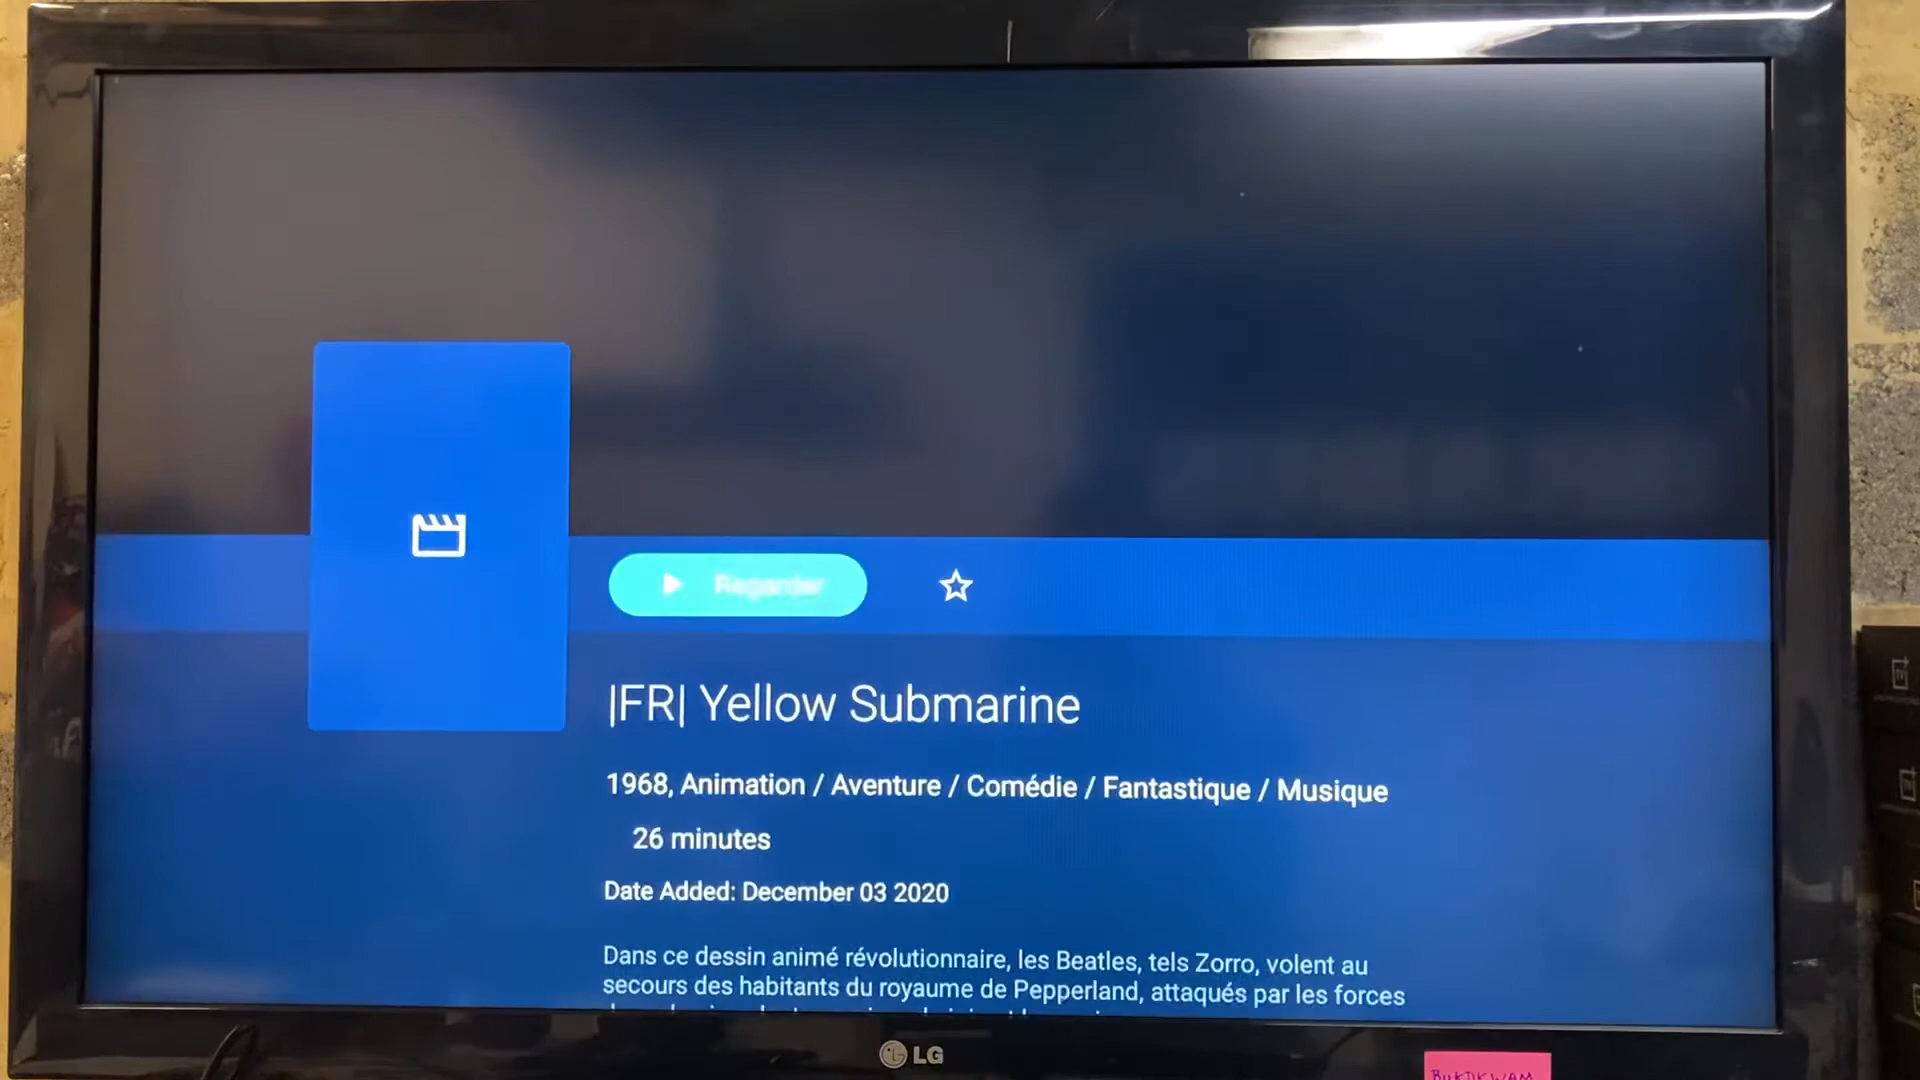 Regarder
|FR| Yellow Submarine
1968, Animation / Aventure / Comédie / Fantastique / Musique
26 minutes
Date Added: December 03 2020
Dans ce dessin animé révolutionnaire, les Beatles, tels Zorro, volent au
secours des habitants du royaume de Pepperland, attaqués par les forces
LG